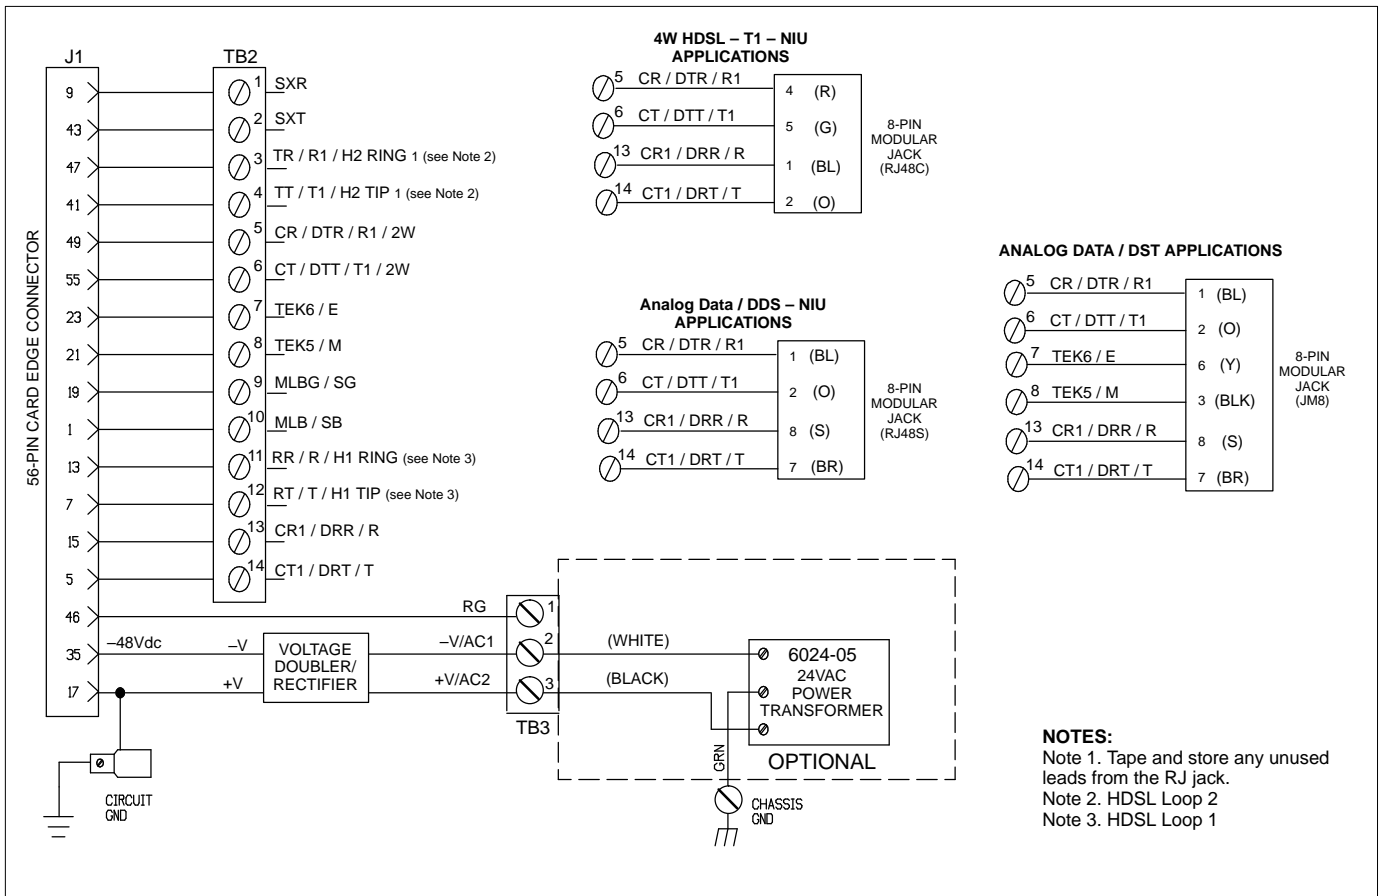 J1
TB2
56-PIN CARD EDGE CONNECTOR
9 1 SXR
43 2 SXT
47 3 TR / R1 / H2 RING 1 (see Note 2)
41 4 TT / T1 / H2 TIP 1 (see Note 2)
49 5 CR / DTR / R1 / 2W
55 6 CT / DTT / T1 / 2W
23 7 TEK6 / E
21 8 TEK5 / M
19 9 MLBG / SG
1 10 MLB / SB
13 11 RR / R / H1 RING (see Note 3)
7 12 RT / T / H1 TIP (see Note 3)
15 13 CR1 / DRR / R
5 14 CT1 / DRT / T
46 RG 1
35 –48Vdc –V –V/AC1 2 (WHITE)
17 +V +V/AC2 3 (BLACK)
VOLTAGE
DOUBLER/
RECTIFIER
TB3
6024-05
24VAC
POWER
TRANSFORMER
OPTIONAL
GRN
CIRCUIT
GND
CHASSIS
GND
4W HDSL – T1 – NIU
APPLICATIONS
5 CR / DTR / R1 4 (R)
6 CT / DTT / T1 5 (G)
13 CR1 / DRR / R 1 (BL)
14 CT1 / DRT / T 2 (O)
8-PIN
MODULAR
JACK
(RJ48C)
Analog Data / DDS – NIU
APPLICATIONS
5 CR / DTR / R1 1 (BL)
6 CT / DTT / T1 2 (O)
13 CR1 / DRR / R 8 (S)
14 CT1 / DRT / T 7 (BR)
8-PIN
MODULAR
JACK
(RJ48S)
ANALOG DATA / DST APPLICATIONS
5 CR / DTR / R1 1 (BL)
6 CT / DTT / T1 2 (O)
7 TEK6 / E 6 (Y)
8 TEK5 / M 3 (BLK)
13 CR1 / DRR / R 8 (S)
14 CT1 / DRT / T 7 (BR)
8-PIN
MODULAR
JACK
(JM8)
NOTES:
Note 1. Tape and store any unused
leads from the RJ jack.
Note 2. HDSL Loop 2
Note 3. HDSL Loop 1